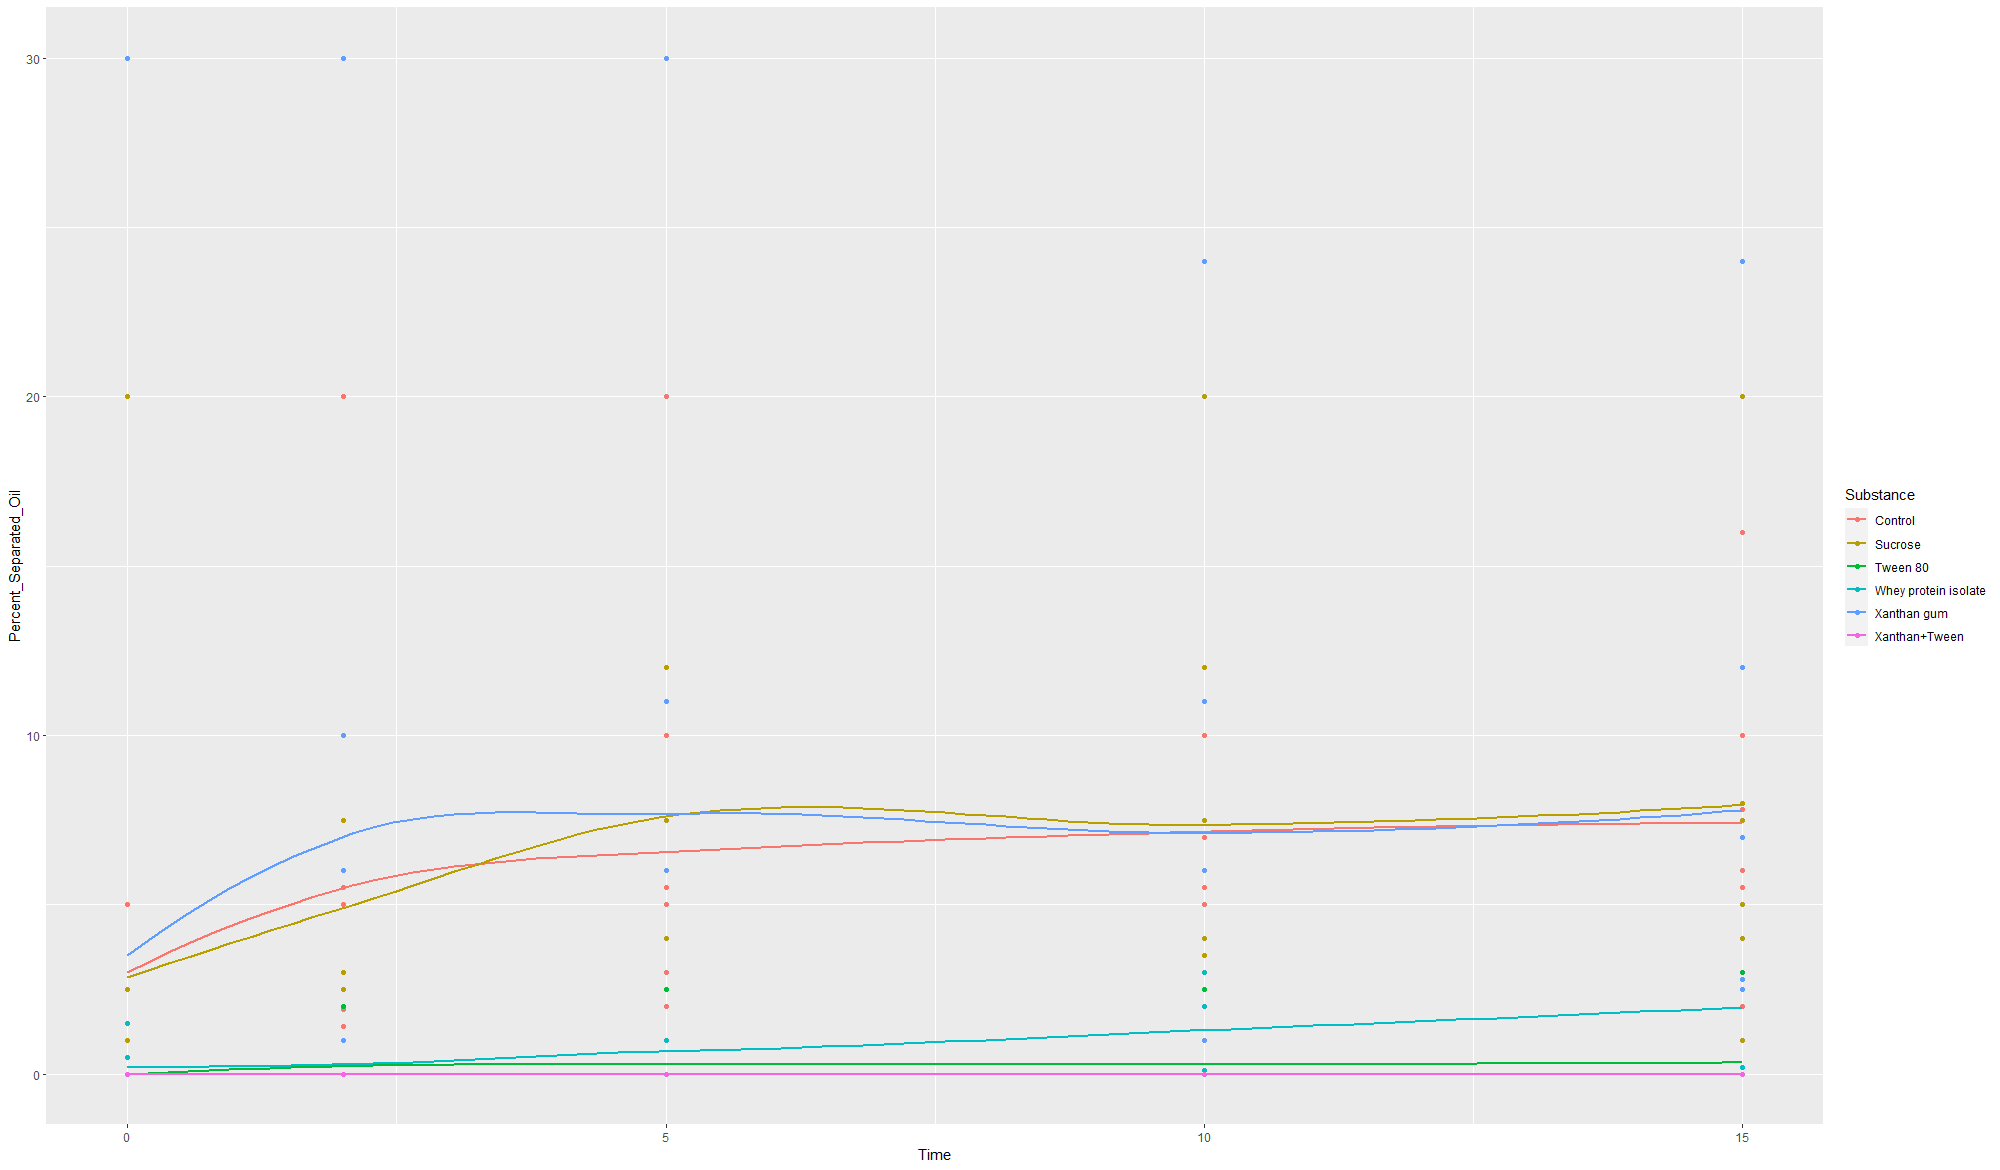 30
20
10
0
Percent_Separated_Oil
0
5
10
15
Time
Substance
Control
Sucrose
Tween 80
Whey protein isolate
Xanthan gum
Xanthan+Tween